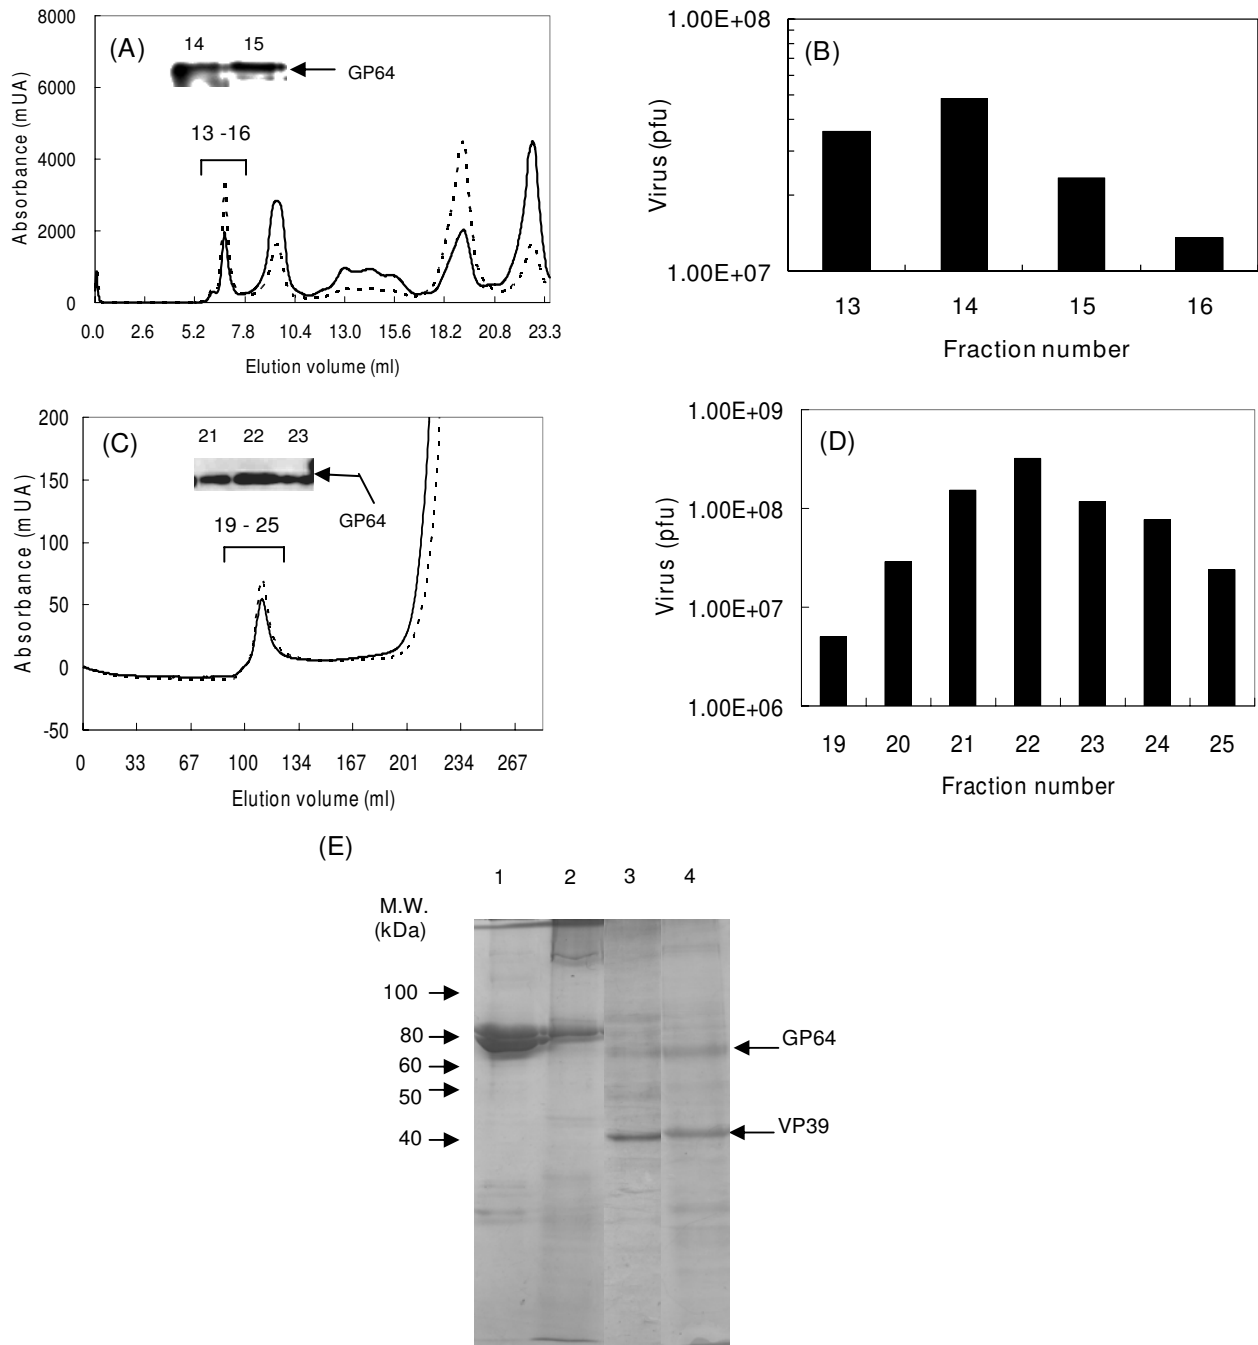 (A)
14 15
GP64
13 -16
Absorbance (mUA)
8000
6000
4000
2000
0
0.0 2.6 5.2 7.8 10.4 13.0 15.6 18.2 20.8 23.3
Elution volume (ml)
(B)
Virus (pfu)
1.00E+08
1.00E+07
13 14 15 16
Fraction number
(C)
21 22 23
GP64
19 - 25
Absorbance (mUA)
200
150
100
50
0
-50
0 33 67 100 134 167 201 234 267
Elution volume (ml)
(D)
Virus (pfu)
1.00E+09
1.00E+08
1.00E+07
1.00E+06
19 20 21 22 23 24 25
Fraction number
(E)
1 2 3 4
M.W.
(kDa)
100
80
60
50
40
GP64
VP39